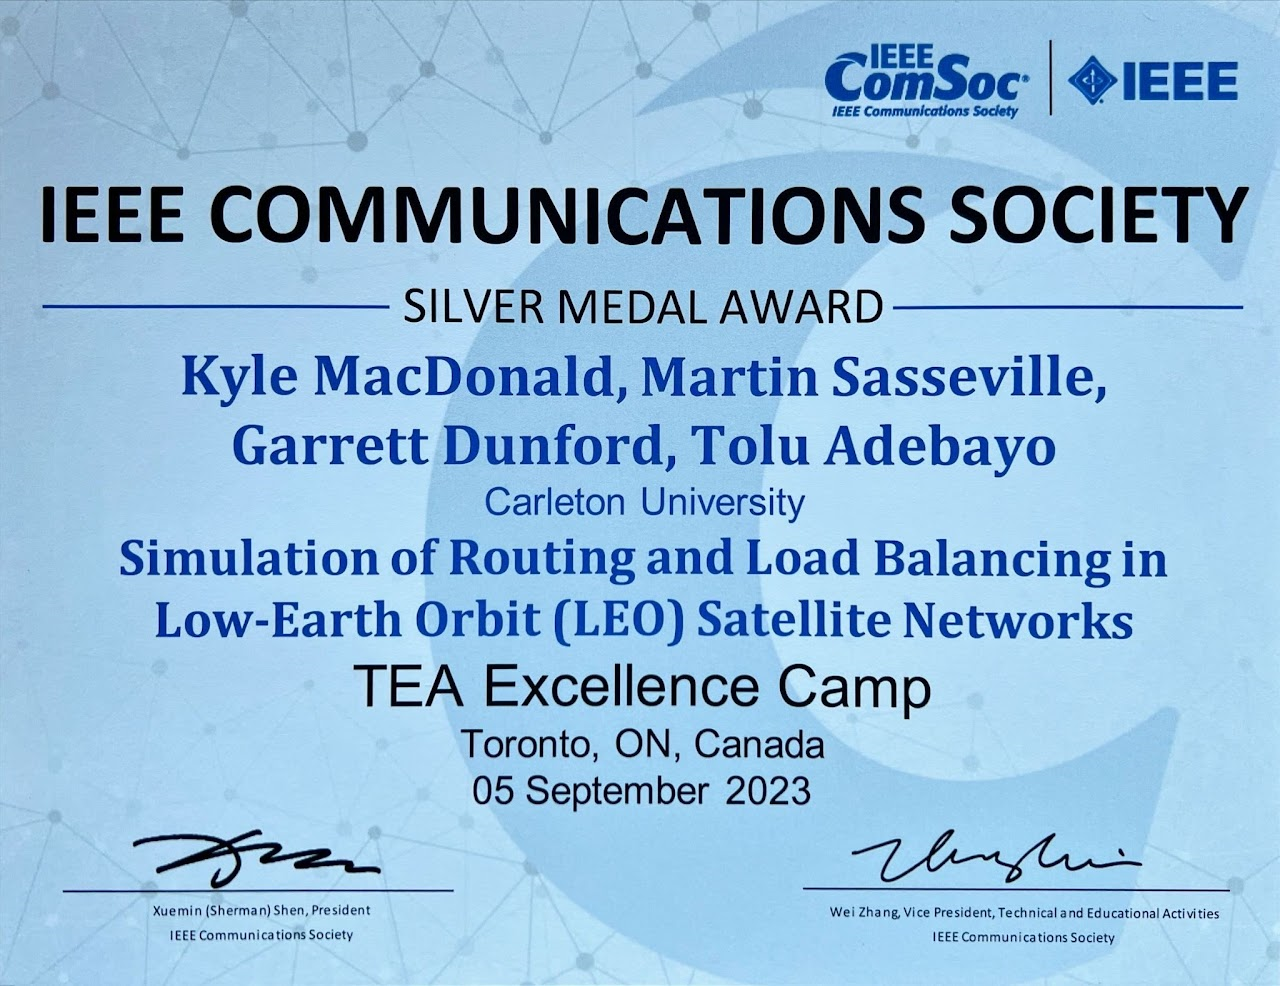 IEEE
ComSoc®
IEEE Communications Society
IEEE
IEEE COMMUNICATIONS SOCIETY
SILVER MEDAL AWARD
Kyle MacDonald, Martin Sasseville,
Garrett Dunford, Tolu Adebayo
Carleton University
Simulation of Routing and Load Balancing in
Low-Earth Orbit (LEO) Satellite Networks
TEA Excellence Camp
Toronto, ON, Canada
05 September 2023
Xuemin (Sherman) Shen, President
IEEE Communications Society
Wei Zhang, Vice President, Technical and Educational Activities
IEEE Communications Society